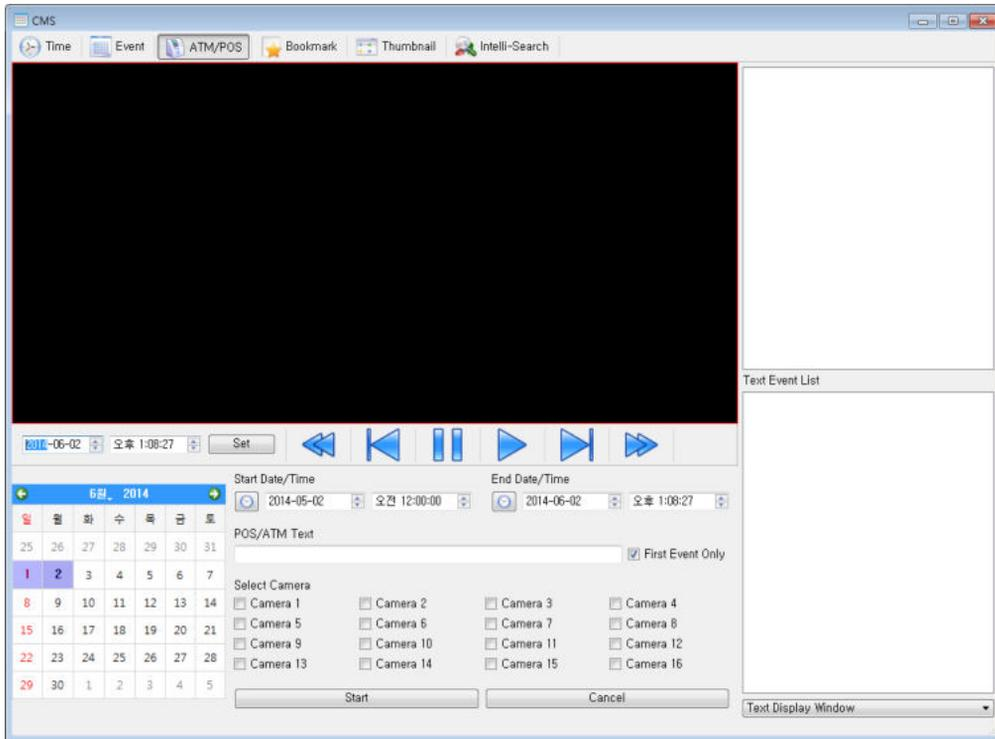 CMS
Time Event ATM/POS Bookmark Thumbnail Intelli-Search
Text Event List
2014-06-02 오후 1:08:27 Set
Start Date/Time End Date/Time
2014-05-02 오전 12:00:00 2014-06-02 오후 1:08:27
6월, 2014
일 월 화 수 목 금 토
25 26 27 28 29 30 31
1 2 3 4 5 6 7
8 9 10 11 12 13 14
15 16 17 18 19 20 21
22 23 24 25 26 27 28
29 30 1 2 3 4 5
POS/ATM Text
First Event Only
Select Camera
Camera 1 Camera 2 Camera 3 Camera 4
Camera 5 Camera 6 Camera 7 Camera 8
Camera 9 Camera 10 Camera 11 Camera 12
Camera 13 Camera 14 Camera 15 Camera 16
Start Cancel
Text Display Window